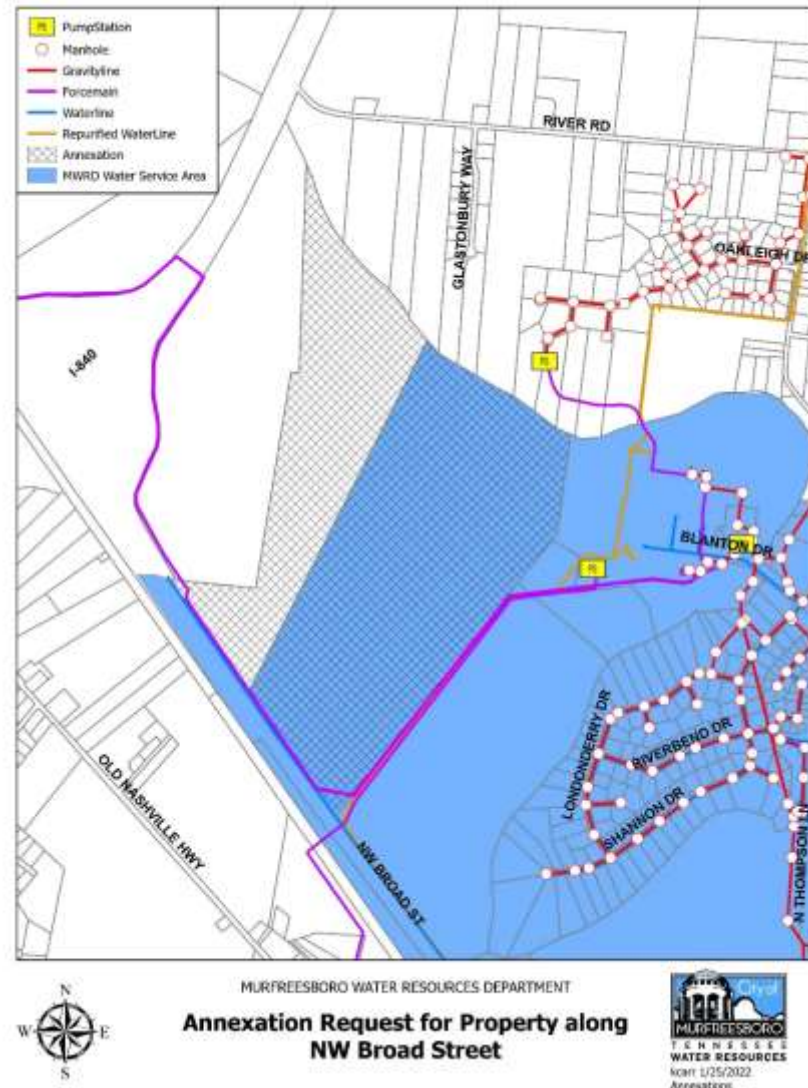 PS PumpStation
Manhole
Gravityline
Forcemain
Waterline
Repurified WaterLine
Annexation
MWRD Water Service Area
RIVER RD
GLASTONBURY WAY
OAKLEIGH DR
PS
I-840
BLANTON DR
PS
LONDONDERRY DR
RIVERBEND DR
SHANNON DR
OLD NASHVILLE HWY
NW BROAD ST
N THOMPSON LN
N
W E
S
MURFREESBORO WATER RESOURCES DEPARTMENT
Annexation Request for Property along
NW Broad Street
City of
MURFREESBORO
TENNESSEE
WATER RESOURCES
kcarr 1/25/2022
Annexations